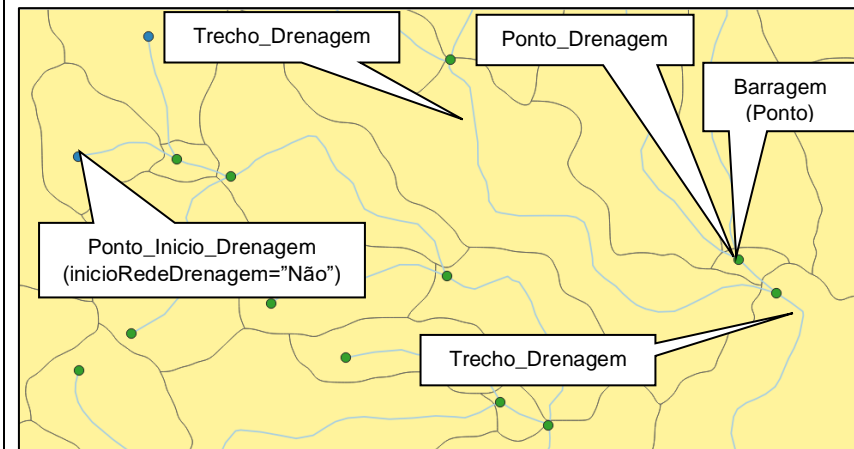 Trecho_Drenagem
Ponto_Drenagem
Barragem
(Ponto)
Ponto_Inicio_Drenagem
(inicioRedeDrenagem=”Não”)
Trecho_Drenagem